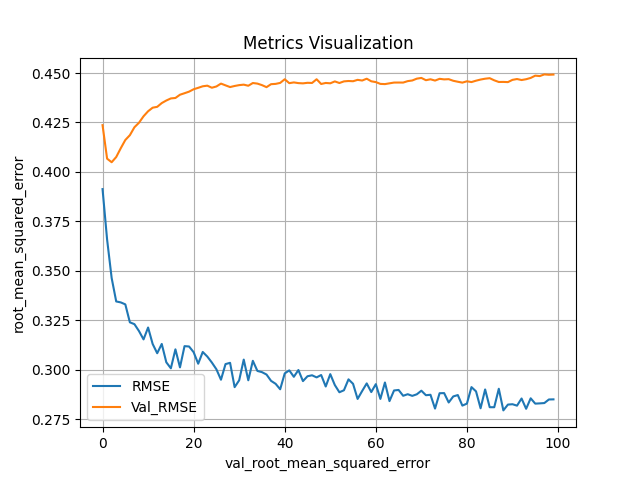 Metrics Visualization
root_mean_squared_error
0.450
0.425
0.400
0.375
0.350
0.325
0.300
0.275
RMSE
Val_RMSE
0 20 40 60 80 100
val_root_mean_squared_error